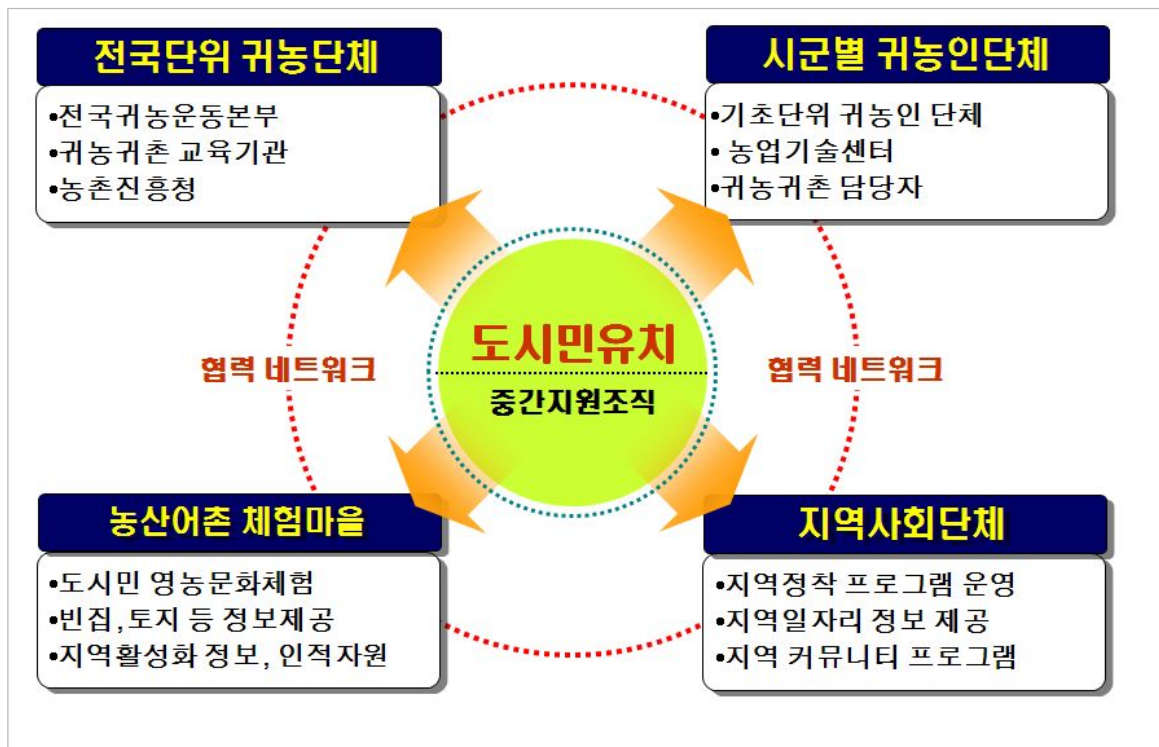 전국단위 귀농단체
•전국귀농운동본부
•귀농귀촌 교육기관
•농촌진흥청
시군별 귀농인단체
•기초단위 귀농인 단체
• 농업기술센터
•귀농귀촌 담당자
협력 네트워크
도시민유치
중간지원조직
협력 네트워크
농산어촌 체험마을
•도시민 영농문화체험
•빈집,토지 등 정보제공
•지역활성화 정보, 인적자원
지역사회단체
•지역정착 프로그램 운영
•지역일자리 정보 제공
•지역 커뮤니티 프로그램